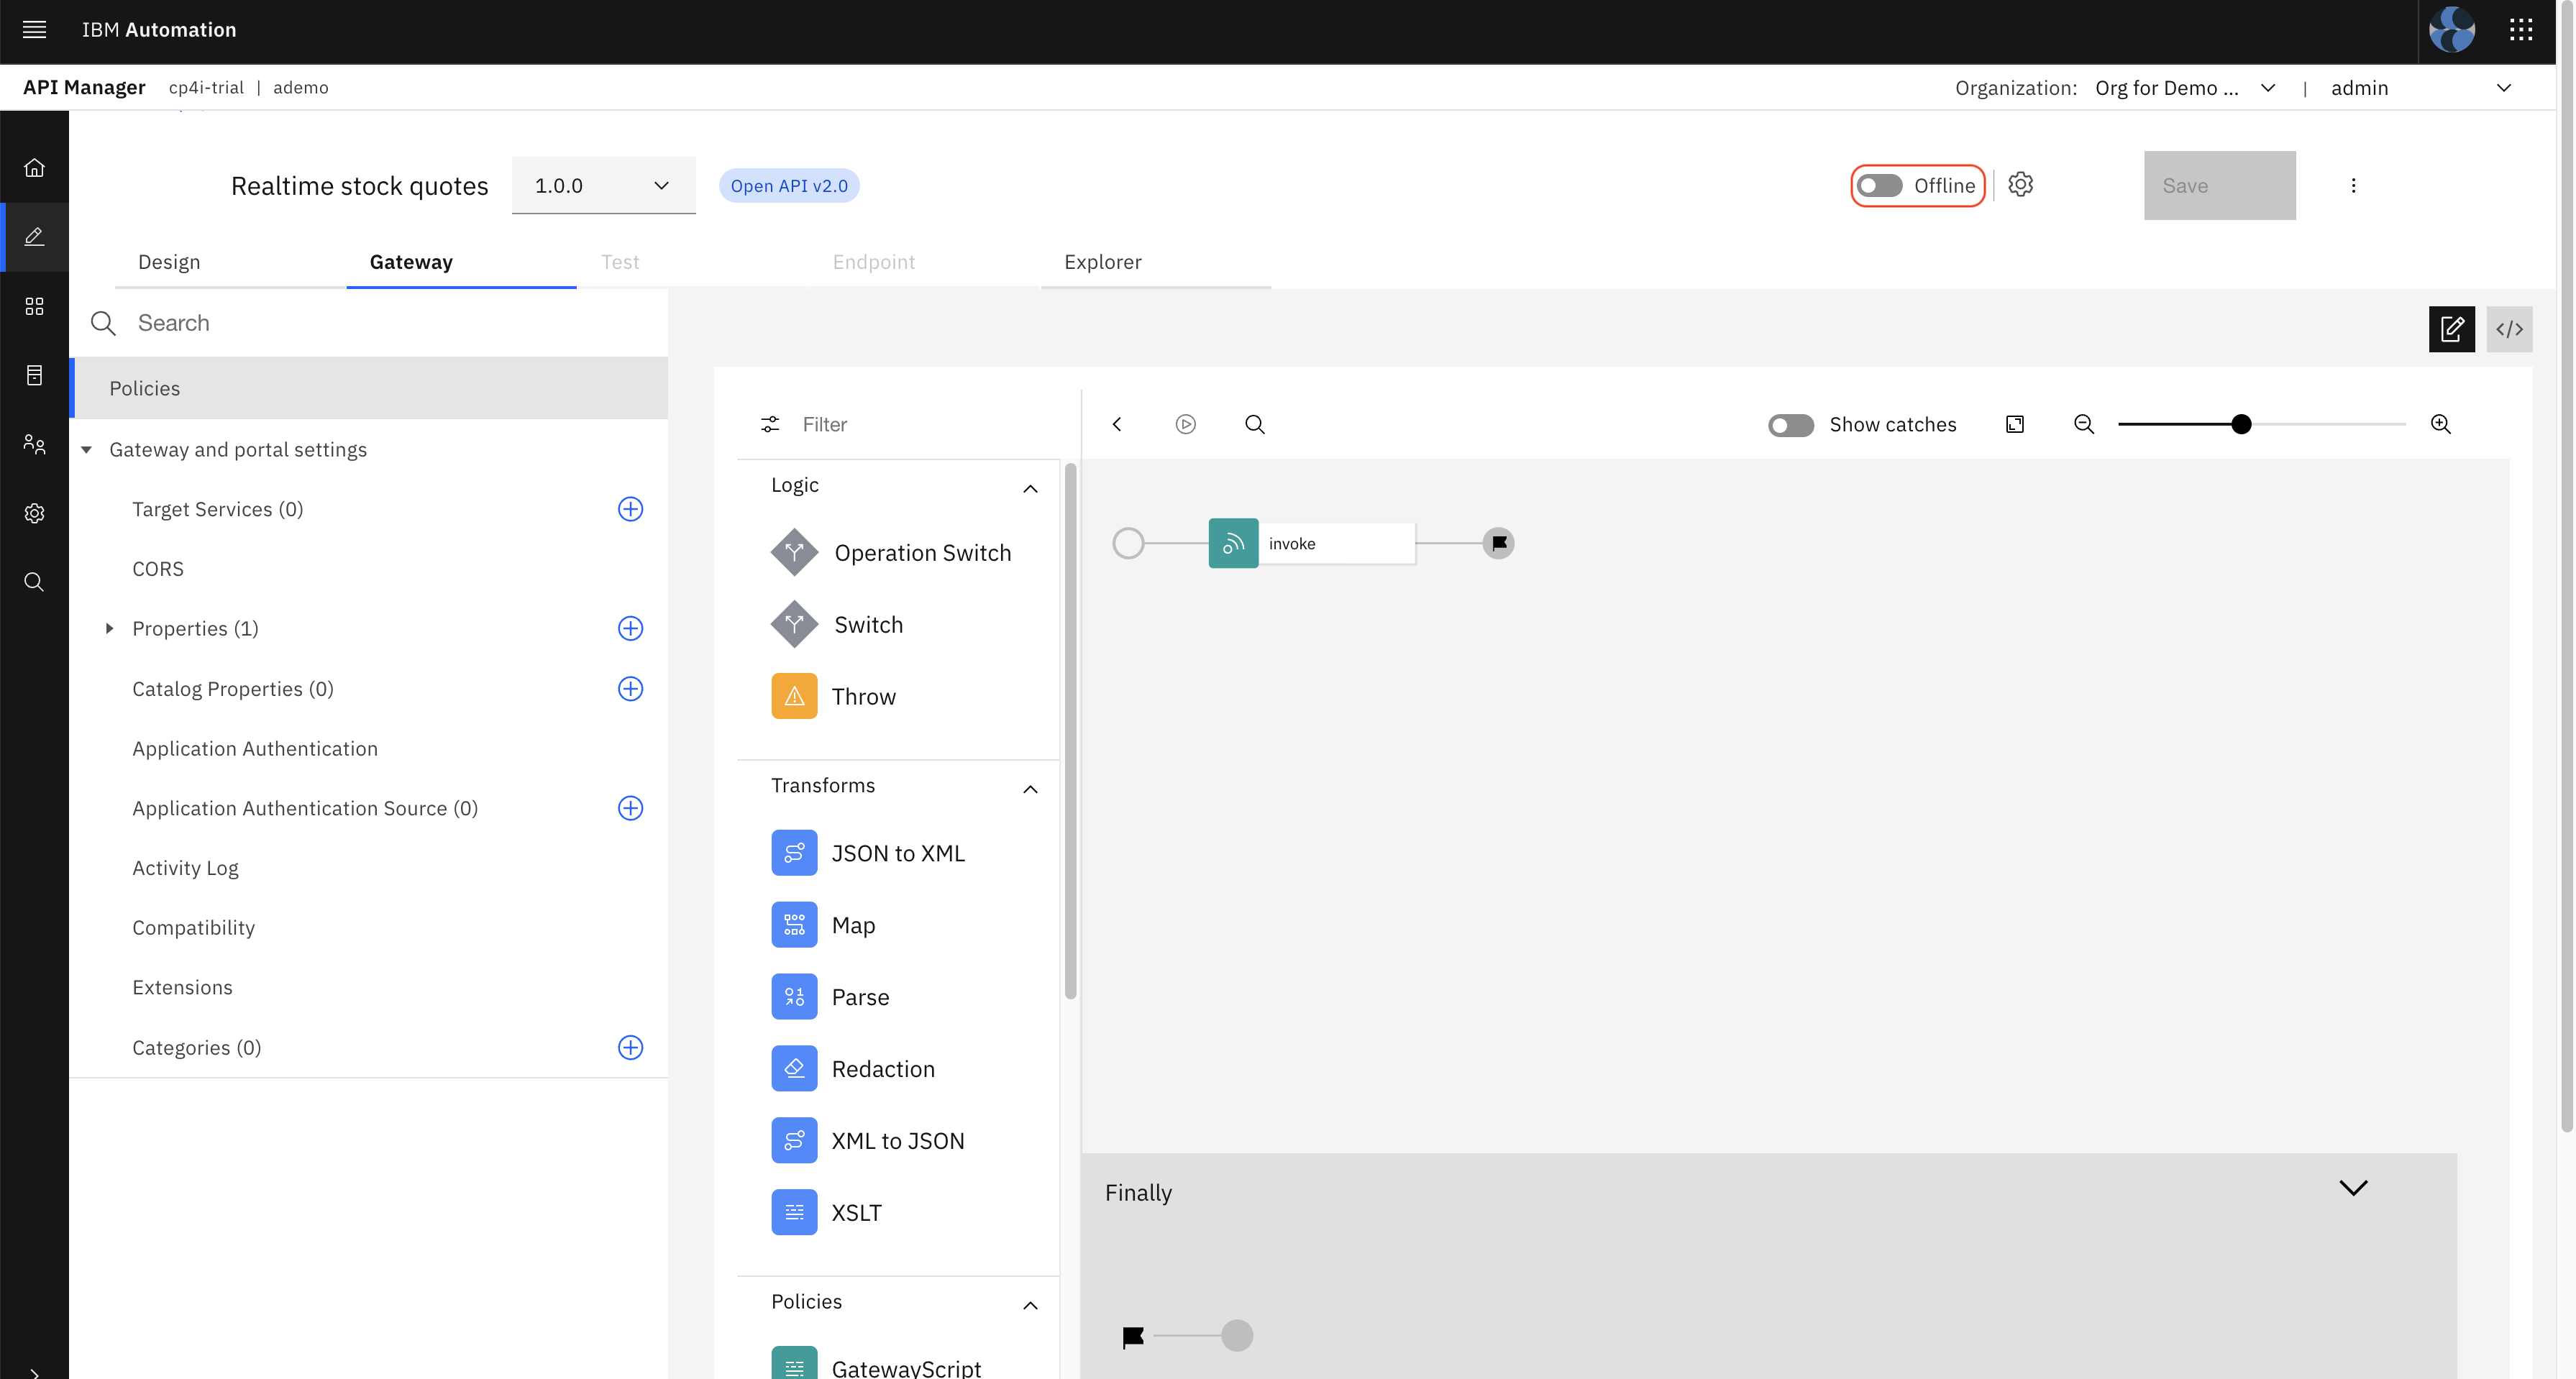 IBM Automation
API Manager cp4i-trial | ademo Organization: Org for Demo ... | admin
Realtime stock quotes 1.0.0 Open API v2.0 Offline Save
Design Gateway Test Endpoint Explorer
Search
</>
Policies
Gateway and portal settings
Target Services (0)
CORS
Properties (1)
Catalog Properties (0)
Application Authentication
Application Authentication Source (0)
Activity Log
Compatibility
Extensions
Categories (0)
Filter
Logic
Operation Switch
Switch
Throw
Transforms
JSON to XML
Map
Parse
Redaction
XML to JSON
XSLT
Policies
GatewayScript
Show catches
invoke
Finally